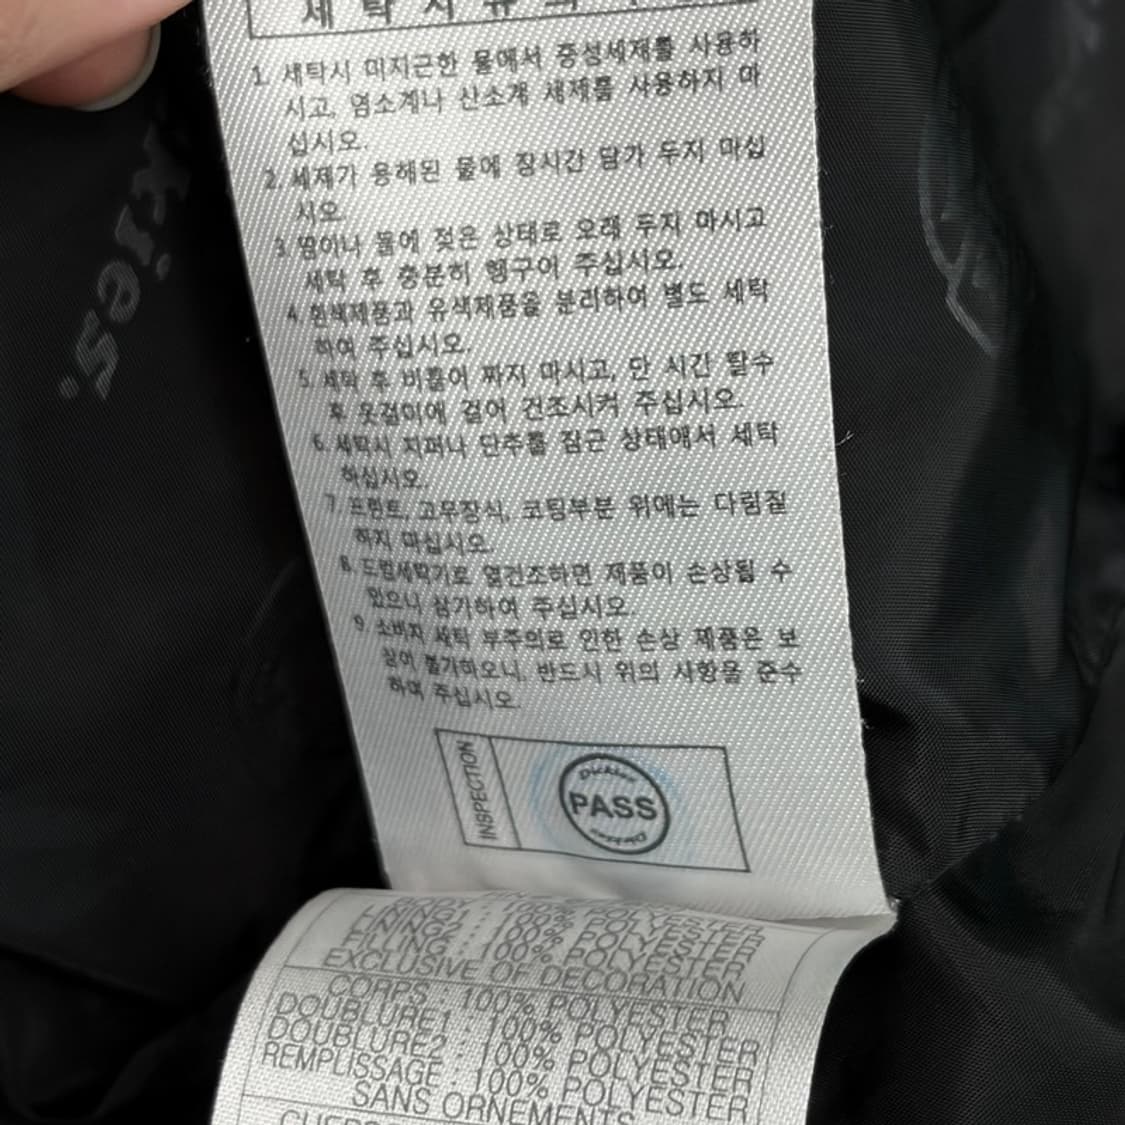 세 탁 시 유 의
1. 세탁시 미지근한 물에서 중성세제를 사용하
시고, 염소계나 산소계 세제를 사용하지 마
십시오.
2. 세제가 용해된 물에 장시간 담가 두지 마십
시오.
3. 땀이나 물에 젖은 상태로 오래 두지 마시고
세탁 후 충분히 헹구어 주십시오.
4. 흰색제품과 유색제품을 분리하여 별도 세탁
하여 주십시오.
5. 세탁 후 비틀어 짜지 마시고, 단 시간 탈수
후 옷걸이에 걸어 건조시켜 주십시오.
6. 세탁시 지퍼나 단추를 잠근 상태에서 세탁
하십시오.
7. 프린트, 고무장식, 코팅부분 위에는 다림질
하지 마십시오.
8. 드럼세탁기로 열건조하면 제품이 손상될 수
있으니 삼가하여 주십시오.
9. 소비자 세탁 부주의로 인한 손상 제품은 보
상이 불가하오니, 반드시 위의 사항을 준수
하여 주십시오.
INSPECTION
Dickies
PASS
Dickies
kies.
100% POLYESTER
LINING1 : 100% POLYESTER
LINING2 : 100% POLYESTER
FILLING : 100% POLYESTER
EXCLUSIVE OF DECORATION
CORPS : 100% POLYESTER
DOUBLURE1 : 100% POLYESTER
DOUBLURE2 : 100% POLYESTER
REMPLISSAGE : 100% POLYESTER
SANS ORNEMENTS